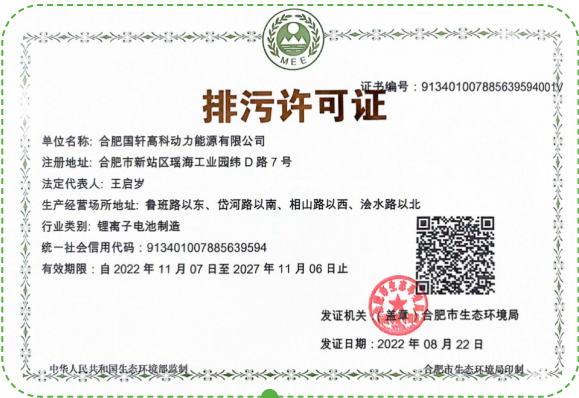 MEE
证书编号：913401007885639594001V
排污许可证
单位名称: 合肥国轩高科动力能源有限公司
注册地址: 合肥市新站区瑶海工业园纬 D 路 7 号
法定代表人：王启岁
生产经营场所地址: 鲁班路以东、岱河路以南、相山路以西、浍水路以北
行业类别: 锂离子电池制造
统一社会信用代码：913401007885639594
有效期限：自 2022 年 11 月 07 日至 2027 年 11 月 06 日止
发证机关：（盖章）合肥市生态环境局
发证日期：2022 年 08 月 22 日
中华人民共和国生态环境部监制
合肥市生态环境局印制